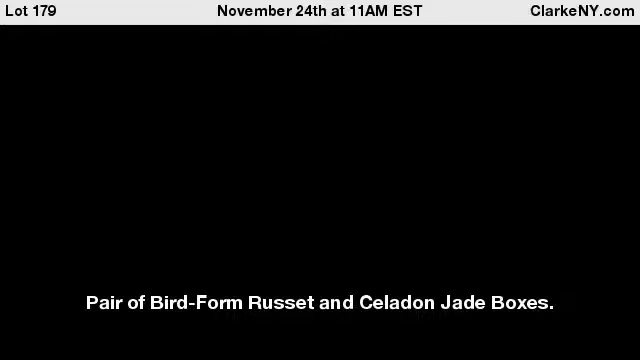 Lot 179 November 24th at 11AM EST ClarkeNY.com
Pair of Bird-Form Russet and Celadon Jade Boxes.